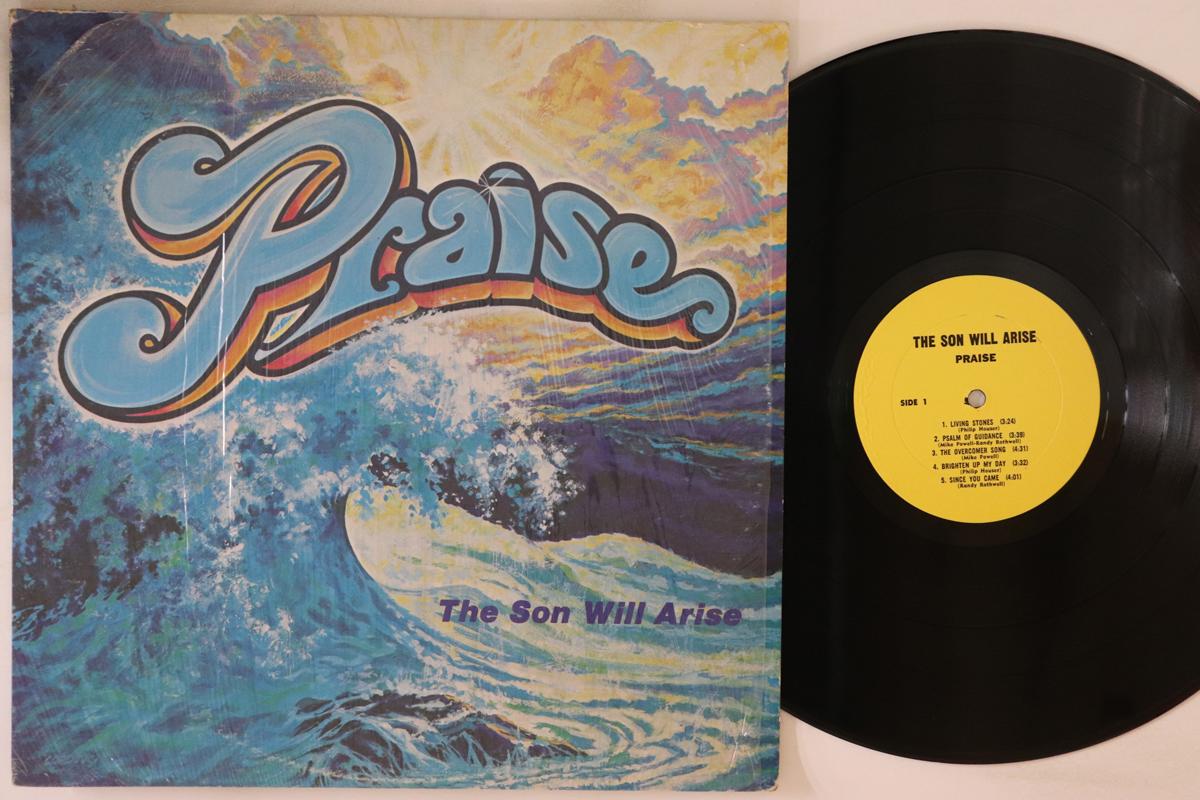 Praise
The Son Will Arise
THE SON WILL ARISE
PRAISE
SIDE 1
1. LIVING STONES (3:24)
(Philip Houser)
2. PSALM OF GUIDANCE (3:39)
(Mike Powell-Randy Rothwell)
3. THE OVERCOMER SONG (4:31)
(Mike Powell)
4. BRIGHTEN UP MY DAY (3:32)
(Philip Houser)
5. SINCE YOU CAME (4:01)
(Randy Rothwell)